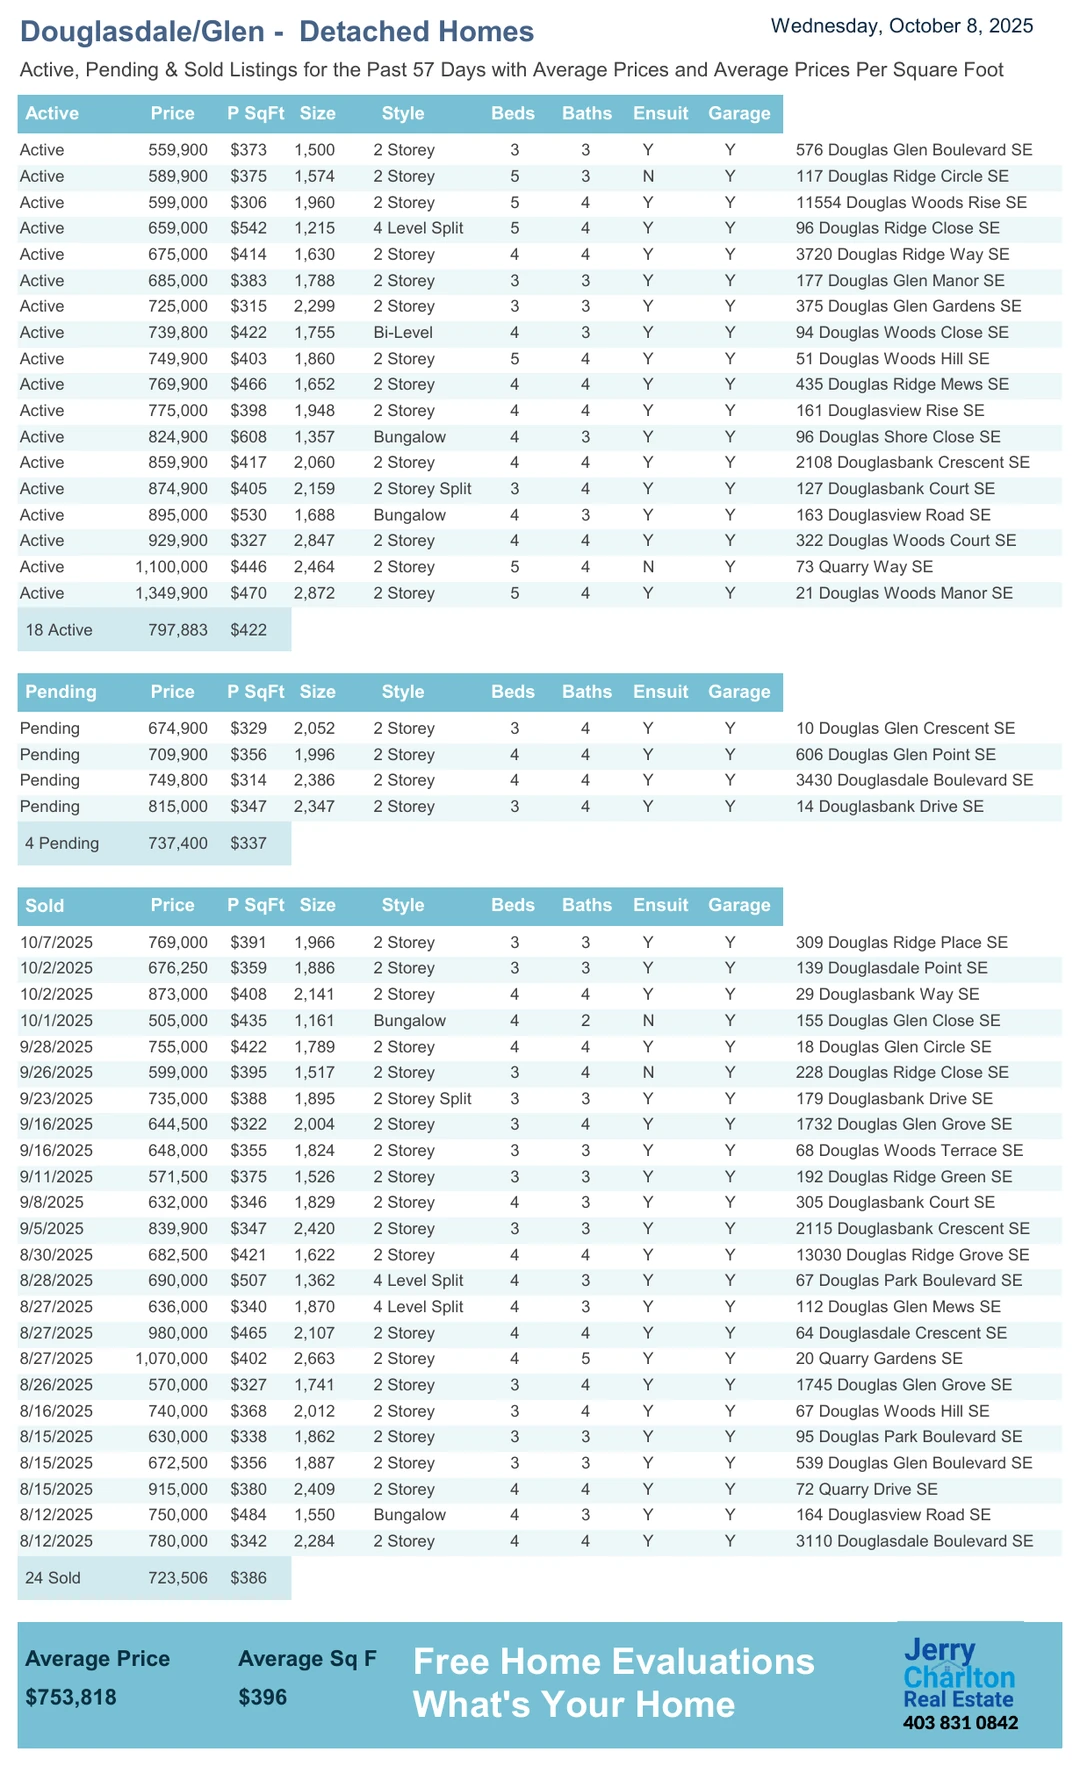 Douglasdale/Glen - Detached Homes
Wednesday, October 8, 2025
Active, Pending & Sold Listings for the Past 57 Days with Average Prices and Average Prices Per Square Foot
Active Price P SqFt Size Style Beds Baths Ensuit Garage
Active 559,900 $373 1,500 2 Storey 3 3 Y Y 576 Douglas Glen Boulevard SE
Active 589,900 $375 1,574 2 Storey 5 3 N Y 117 Douglas Ridge Circle SE
Active 599,000 $306 1,960 2 Storey 5 4 Y Y 11554 Douglas Woods Rise SE
Active 659,000 $542 1,215 4 Level Split 5 4 Y Y 96 Douglas Ridge Close SE
Active 675,000 $414 1,630 2 Storey 4 4 Y Y 3720 Douglas Ridge Way SE
Active 685,000 $383 1,788 2 Storey 3 3 Y Y 177 Douglas Glen Manor SE
Active 725,000 $315 2,299 2 Storey 3 3 Y Y 375 Douglas Glen Gardens SE
Active 739,800 $422 1,755 Bi-Level 4 3 Y Y 94 Douglas Woods Close SE
Active 749,900 $403 1,860 2 Storey 5 4 Y Y 51 Douglas Woods Hill SE
Active 769,900 $466 1,652 2 Storey 4 4 Y Y 435 Douglas Ridge Mews SE
Active 775,000 $398 1,948 2 Storey 4 4 Y Y 161 Douglasview Rise SE
Active 824,900 $608 1,357 Bungalow 4 3 Y Y 96 Douglas Shore Close SE
Active 859,900 $417 2,060 2 Storey 4 4 Y Y 2108 Douglasbank Crescent SE
Active 874,900 $405 2,159 2 Storey Split 3 4 Y Y 127 Douglasbank Court SE
Active 895,000 $530 1,688 Bungalow 4 3 Y Y 163 Douglasview Road SE
Active 929,900 $327 2,847 2 Storey 4 4 Y Y 322 Douglas Woods Court SE
Active 1,100,000 $446 2,464 2 Storey 5 4 N Y 73 Quarry Way SE
Active 1,349,900 $470 2,872 2 Storey 5 4 Y Y 21 Douglas Woods Manor SE
18 Active 797,883 $422
Pending Price P SqFt Size Style Beds Baths Ensuit Garage
Pending 674,900 $329 2,052 2 Storey 3 4 Y Y 10 Douglas Glen Crescent SE
Pending 709,900 $356 1,996 2 Storey 4 4 Y Y 606 Douglas Glen Point SE
Pending 749,800 $314 2,386 2 Storey 4 4 Y Y 3430 Douglasdale Boulevard SE
Pending 815,000 $347 2,347 2 Storey 3 4 Y Y 14 Douglasbank Drive SE
4 Pending 737,400 $337
Sold Price P SqFt Size Style Beds Baths Ensuit Garage
10/7/2025 769,000 $391 1,966 2 Storey 3 3 Y Y 309 Douglas Ridge Place SE
10/2/2025 676,250 $359 1,886 2 Storey 3 3 Y Y 139 Douglasdale Point SE
10/2/2025 873,000 $408 2,141 2 Storey 4 4 Y Y 29 Douglasbank Way SE
10/1/2025 505,000 $435 1,161 Bungalow 4 2 N Y 155 Douglas Glen Close SE
9/28/2025 755,000 $422 1,789 2 Storey 4 4 Y Y 18 Douglas Glen Circle SE
9/26/2025 599,000 $395 1,517 2 Storey 3 4 N Y 228 Douglas Ridge Close SE
9/23/2025 735,000 $388 1,895 2 Storey Split 3 3 Y Y 179 Douglasbank Drive SE
9/16/2025 644,500 $322 2,004 2 Storey 3 4 Y Y 1732 Douglas Glen Grove SE
9/16/2025 648,000 $355 1,824 2 Storey 3 3 Y Y 68 Douglas Woods Terrace SE
9/11/2025 571,500 $375 1,526 2 Storey 3 3 Y Y 192 Douglas Ridge Green SE
9/8/2025 632,000 $346 1,829 2 Storey 4 3 Y Y 305 Douglasbank Court SE
9/5/2025 839,900 $347 2,420 2 Storey 3 3 Y Y 2115 Douglasbank Crescent SE
8/30/2025 682,500 $421 1,622 2 Storey 4 4 Y Y 13030 Douglas Ridge Grove SE
8/28/2025 690,000 $507 1,362 4 Level Split 4 3 Y Y 67 Douglas Park Boulevard SE
8/27/2025 636,000 $340 1,870 4 Level Split 4 3 Y Y 112 Douglas Glen Mews SE
8/27/2025 980,000 $465 2,107 2 Storey 4 4 Y Y 64 Douglasdale Crescent SE
8/27/2025 1,070,000 $402 2,663 2 Storey 4 5 Y Y 20 Quarry Gardens SE
8/26/2025 570,000 $327 1,741 2 Storey 3 4 Y Y 1745 Douglas Glen Grove SE
8/16/2025 740,000 $368 2,012 2 Storey 3 4 Y Y 67 Douglas Woods Hill SE
8/15/2025 630,000 $338 1,862 2 Storey 3 3 Y Y 95 Douglas Park Boulevard SE
8/15/2025 672,500 $356 1,887 2 Storey 3 3 Y Y 539 Douglas Glen Boulevard SE
8/15/2025 915,000 $380 2,409 2 Storey 4 4 Y Y 72 Quarry Drive SE
8/12/2025 750,000 $484 1,550 Bungalow 4 3 Y Y 164 Douglasview Road SE
8/12/2025 780,000 $342 2,284 2 Storey 4 4 Y Y 3110 Douglasdale Boulevard SE
24 Sold 723,506 $386
Average Price Average Sq F
$753,818 $396
Free Home Evaluations
What's Your Home
Jerry
Charlton
Real Estate
403 831 0842